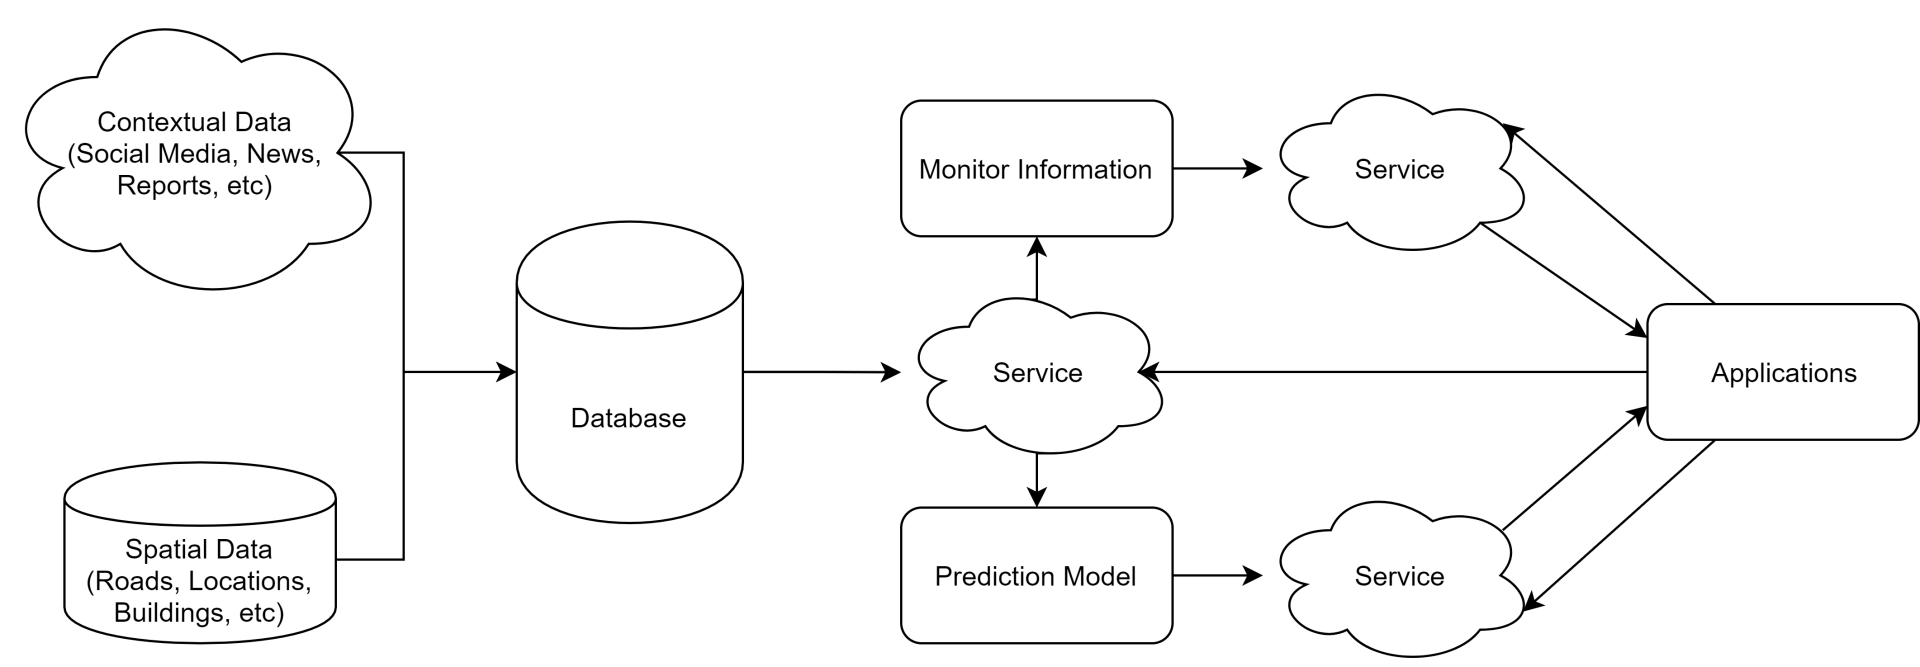 Contextual Data
(Social Media, News,
Reports, etc)
Monitor Information
Service
Service
Applications
Database
Spatial Data
(Roads, Locations,
Buildings, etc)
Prediction Model
Service